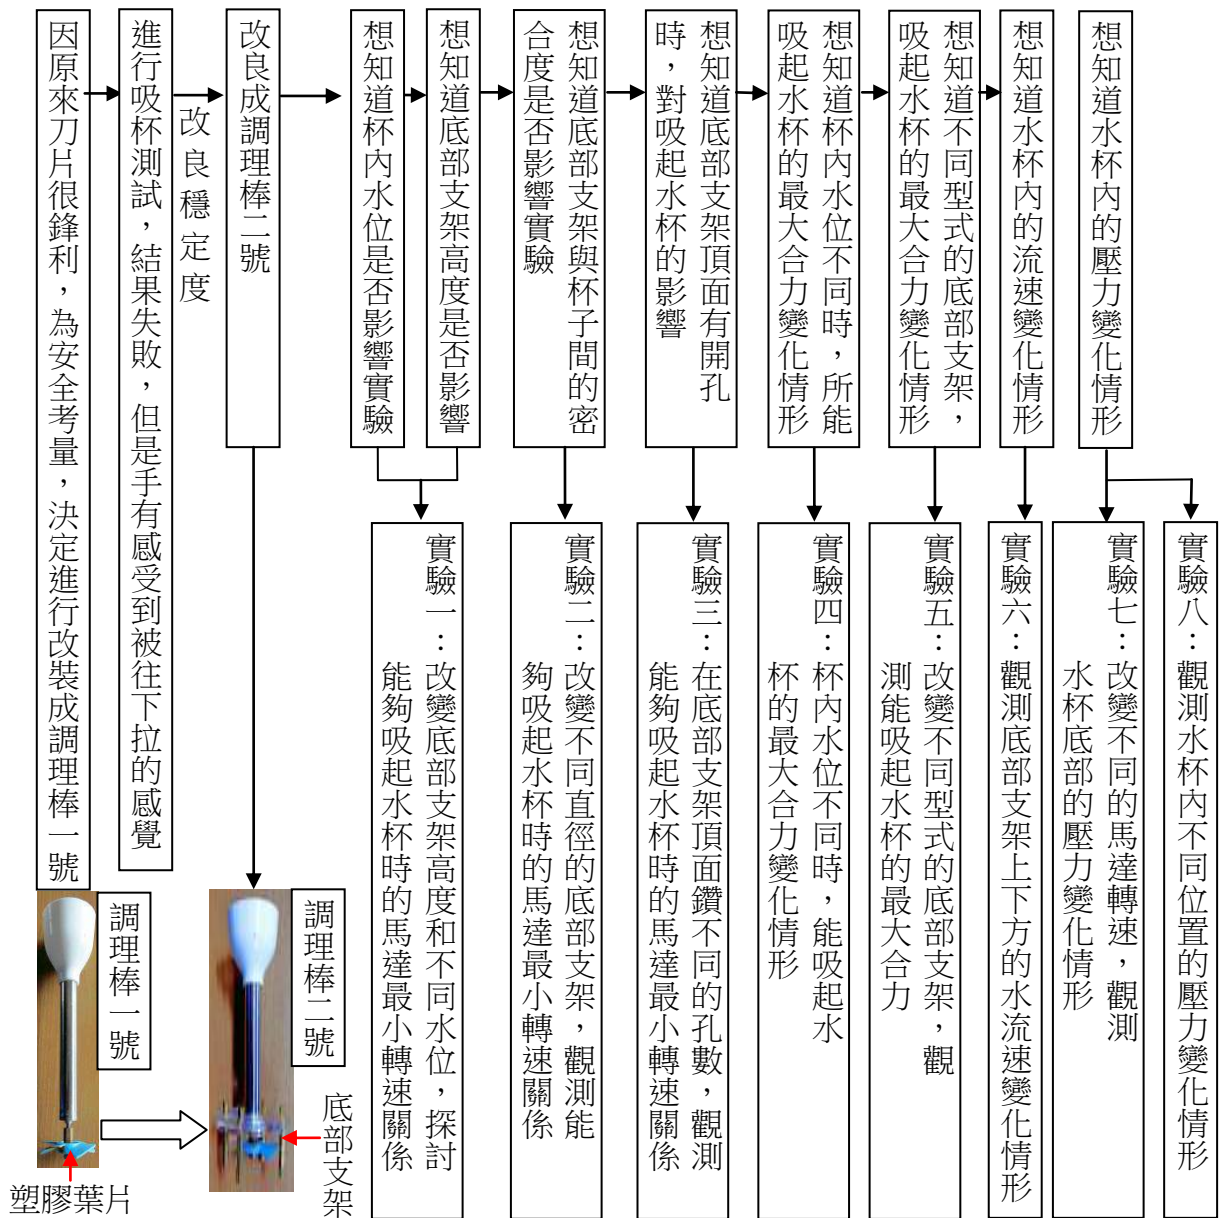 因原來刀片很鋒利，為安全考量，決定進行改裝成調理棒一號
進行吸杯測試，結果失敗，但是手有感受到被往下拉的感覺
改良穩定度
改良成調理棒二號
想知道杯內水位是否影響實驗
想知道底部支架高度是否影響
想知道底部支架與杯子間的密
合度是否影響實驗
想知道底部支架頂面有開孔
時，對吸起水杯的影響
想知道杯內水位不同時，所能
吸起水杯的最大合力變化情形
想知道不同型式的底部支架，
吸起水杯的最大合力變化情形
想知道水杯內的流速變化情形
想知道水杯內的壓力變化情形
調理棒一號
塑膠葉片
調理棒二號
底部支架
實驗一：改變底部支架高度和不同水位，探討
能夠吸起水杯時的馬達最小轉速關係
實驗二：改變不同直徑的底部支架，觀測能
夠吸起水杯時的馬達最小轉速關係
實驗三：在底部支架頂面鑽不同的孔數，觀測
能夠吸起水杯時的馬達最小轉速關係
實驗四：杯內水位不同時，能吸起水
杯的最大合力變化情形
實驗五：改變不同型式的底部支架，觀
測能吸起水杯的最大合力
實驗六：觀測底部支架上下方的水流速變化情形
實驗七：改變不同的馬達轉速，觀測
水杯底部的壓力變化情形
實驗八：觀測水杯內不同位置的壓力變化情形